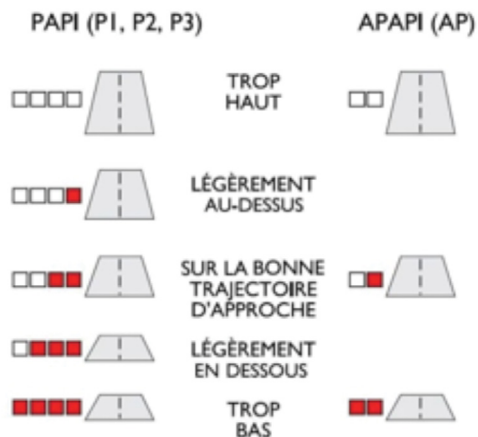 PAPI (P1, P2, P3)
APAPI (AP)
TROP
HAUT
LÉGÈREMENT
AU-DESSUS
SUR LA BONNE
TRAJECTOIRE
D'APPROCHE
LÉGÈREMENT
EN DESSOUS
TROP
BAS